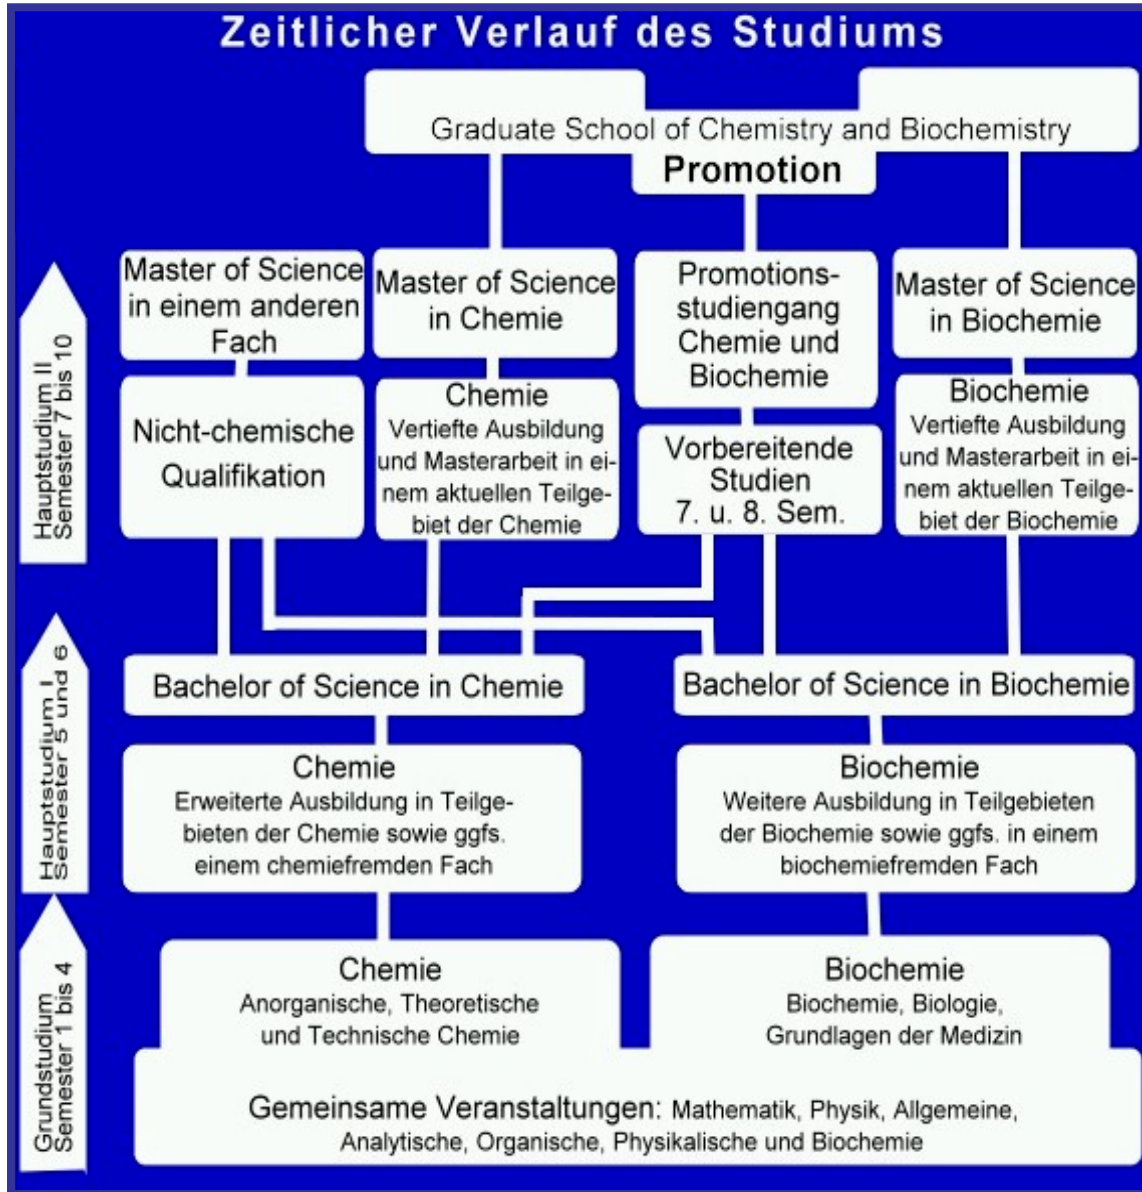 Zeitlicher Verlauf des Studiums
Graduate School of Chemistry and Biochemistry
Promotion
Master of Science
in einem anderen
Fach
Master of Science
in Chemie
Promotions-
studiengang
Chemie und
Biochemie
Master of Science
in Biochemie
Hauptstudium II
Semester 7 bis 10
Nicht-chemische
Qualifikation
Chemie
Vertiefte Ausbildung
und Masterarbeit in ei-
nem aktuellen Teilge-
biet der Chemie
Vorbereitende
Studien
7. u. 8. Sem.
Biochemie
Vertiefte Ausbildung
und Masterarbeit in ei-
nem aktuellen Teilge-
biet der Biochemie
Hauptstudium I
Semester 5 und 6
Bachelor of Science in Chemie
Bachelor of Science in Biochemie
Chemie
Erweiterte Ausbildung in Teilge-
bieten der Chemie sowie ggfs.
einem chemiefremden Fach
Biochemie
Weitere Ausbildung in Teilgebieten
der Biochemie sowie ggfs. in einem
biochemiefremden Fach
Grundstudium
Semester 1 bis 4
Chemie
Anorganische, Theoretische
und Technische Chemie
Biochemie
Biochemie, Biologie,
Grundlagen der Medizin
Gemeinsame Veranstaltungen: Mathematik, Physik, Allgemeine,
Analytische, Organische, Physikalische und Biochemie